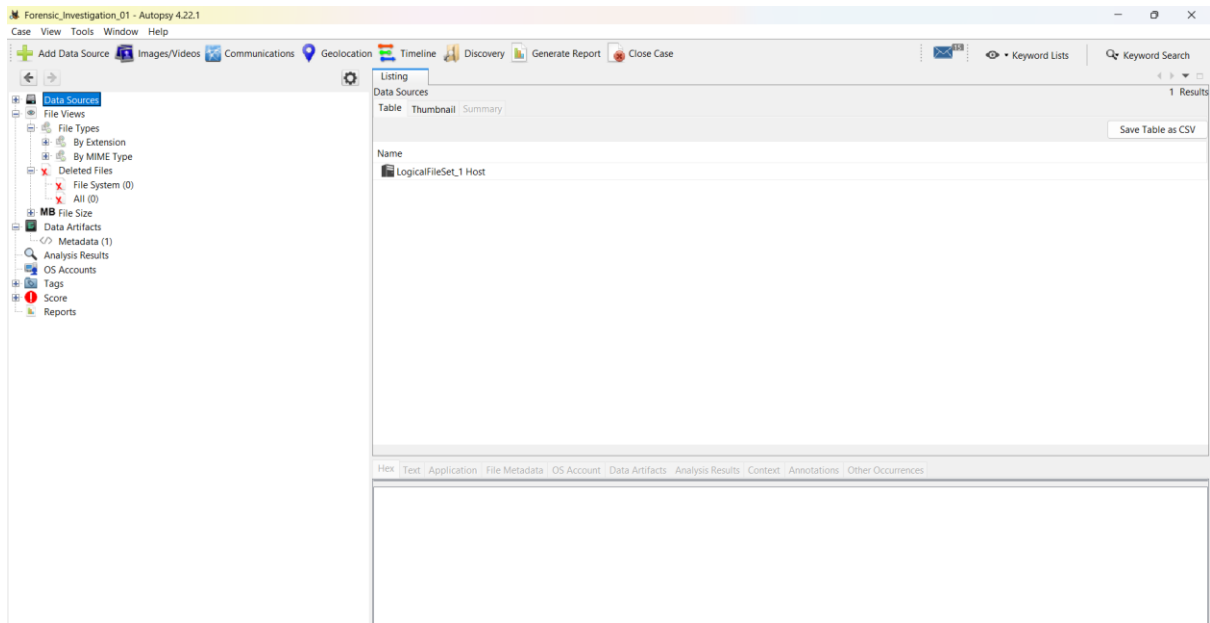 Forensic_Investigation_01 - Autopsy 4.22.1
Case View Tools Window Help
Add Data Source Images/Videos Communications Geolocation Timeline Discovery Generate Report Close Case Keyword Lists Keyword Search
Listing
Data Sources 1 Results
Table Thumbnail Summary
Save Table as CSV
Name
LogicalFileSet_1 Host
Data Sources
File Views
File Types
By Extension
By MIME Type
Deleted Files
File System (0)
All (0)
MB File Size
Data Artifacts
Metadata (1)
Analysis Results
OS Accounts
Tags
Score
Reports
Hex Text Application File Metadata OS Account Data Artifacts Analysis Results Context Annotations Other Occurrences